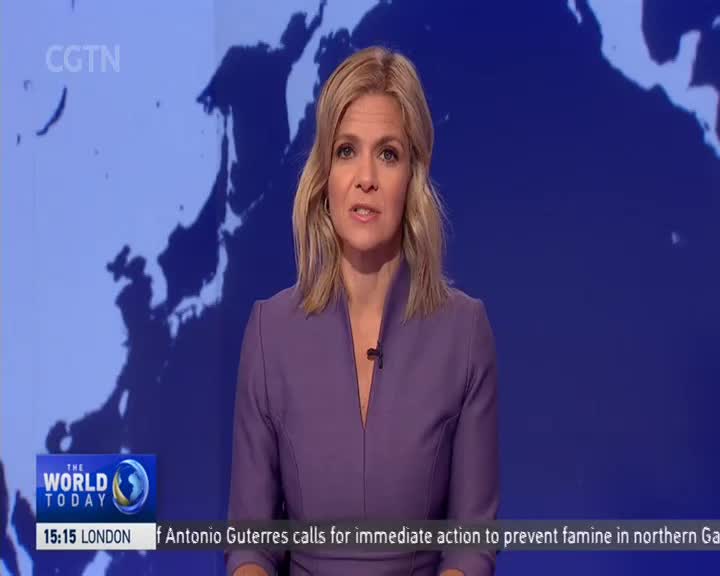 CGTN
THE
WORLD
TODAY
15:15 LONDON
f Antonio Guterres calls for immediate action to prevent famine in northern Ga